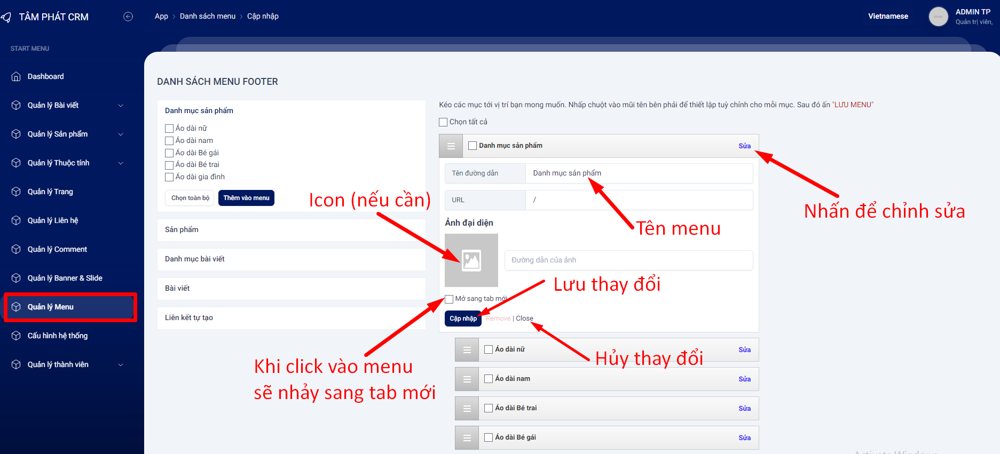 TÂM PHÁT CRM
App > Danh sách menu > Cập nhập
Vietnamese
ADMIN TP
Quản trị viên,
START MENU
Dashboard
Quản lý Bài viết
Quản lý Sản phẩm
Quản lý Thuộc tính
Quản lý Trang
Quản lý Liên hệ
Quản lý Comment
Quản lý Banner & Slide
Quản lý Menu
Cấu hình hệ thống
Quản lý thành viên
DANH SÁCH MENU FOOTER
Danh mục sản phẩm
Áo dài nữ
Áo dài nam
Áo dài Bé gái
Áo dài Bé trai
Áo dài gia đình
Chọn toàn bộ
Thêm vào menu
Sản phẩm
Danh mục bài viết
Bài viết
Liên kết tự tạo
Kéo các mục tới vị trí bạn mong muốn. Nhấp chuột vào mũi tên bên phải để thiết lập tuỳ chỉnh cho mỗi mục. Sau đó ấn "LƯU MENU"
Chọn tất cả
Danh mục sản phẩm
Sửa
Tên đường dẫn
Danh mục sản phẩm
URL
/
Ảnh đại diện
Đường dẫn của ảnh
Mở sang tab mới
Cập nhập
Remove | Close
Áo dài nữ
Sửa
Áo dài nam
Sửa
Áo dài Bé trai
Sửa
Áo dài Bé gái
Sửa
Icon (nếu cần)
Nhấn để chỉnh sửa
Tên menu
Lưu thay đổi
Hủy thay đổi
Khi click vào menu
sẽ nhảy sang tab mới
Activate Windows